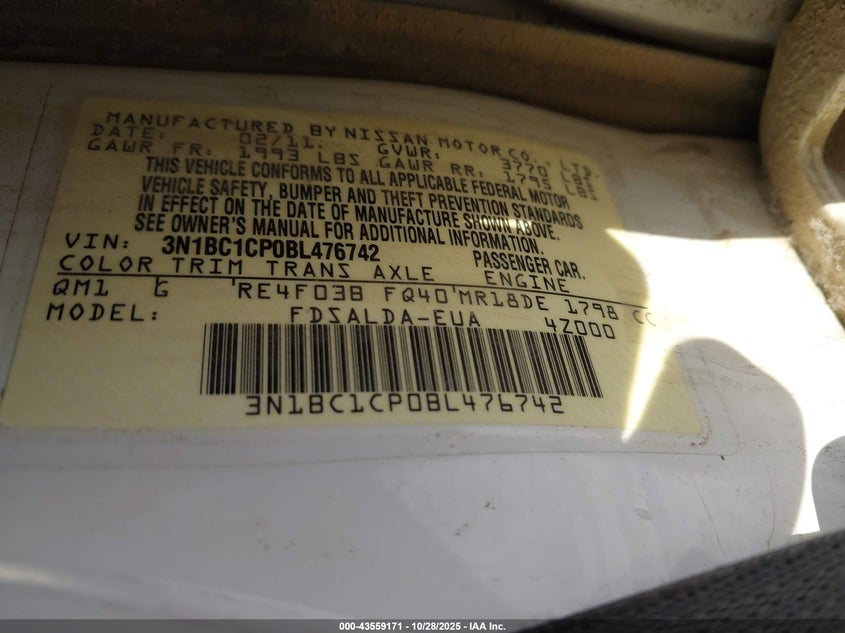 MANUFACTURED BY NISSAN MOTOR CO., LTD.
DATE: 02/11. GVWR: 3770 LBS
GAWR FR: 1993 LBS GAWR RR: 1795 LBS
THIS VEHICLE CONFORMS TO ALL APPLICABLE FEDERAL MOTOR
VEHICLE SAFETY, BUMPER AND THEFT PREVENTION STANDARDS
IN EFFECT ON THE DATE OF MANUFACTURE SHOWN ABOVE.
SEE OWNER'S MANUAL FOR ADDITIONAL INFORMATION.
VIN: 3N1BC1CP0BL476742 PASSENGER CAR.
COLOR TRIM TRANS AXLE ENGINE
QM1 G RE4F03B FQ40 MR18DE 1798 CC
MODEL: FDSALDA-EUA 4Z000
3N1BC1CP0BL476742
000-43559171 | 10/28/2025 - IAA Inc.